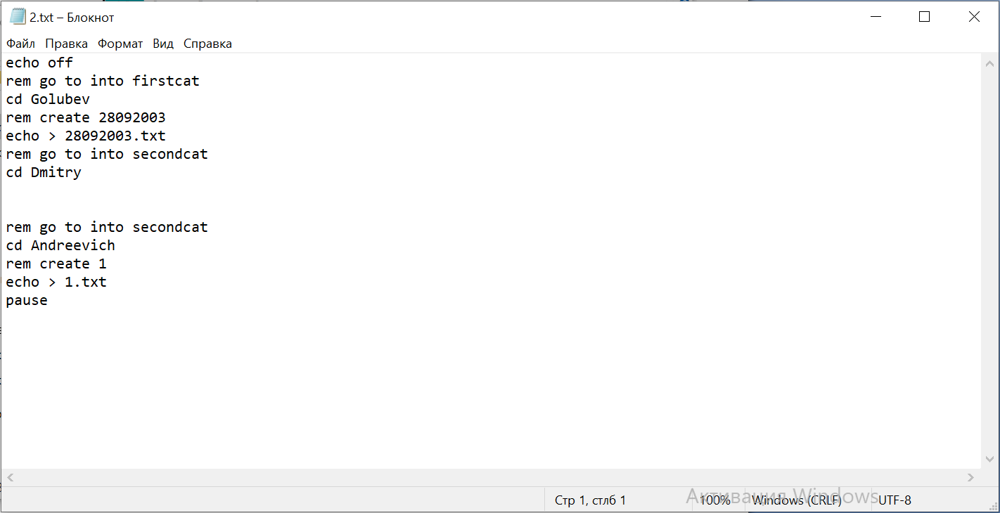 2.txt – Блокнот
Файл Правка Формат Вид Справка
echo off
rem go to into firstcat
cd Golubev
rem create 28092003
echo > 28092003.txt
rem go to into secondcat
cd Dmitry
rem go to into secondcat
cd Andreevich
rem create 1
echo > 1.txt
pause
Активация Windows
Стр 1, стлб 1 100% Windows (CRLF) UTF-8